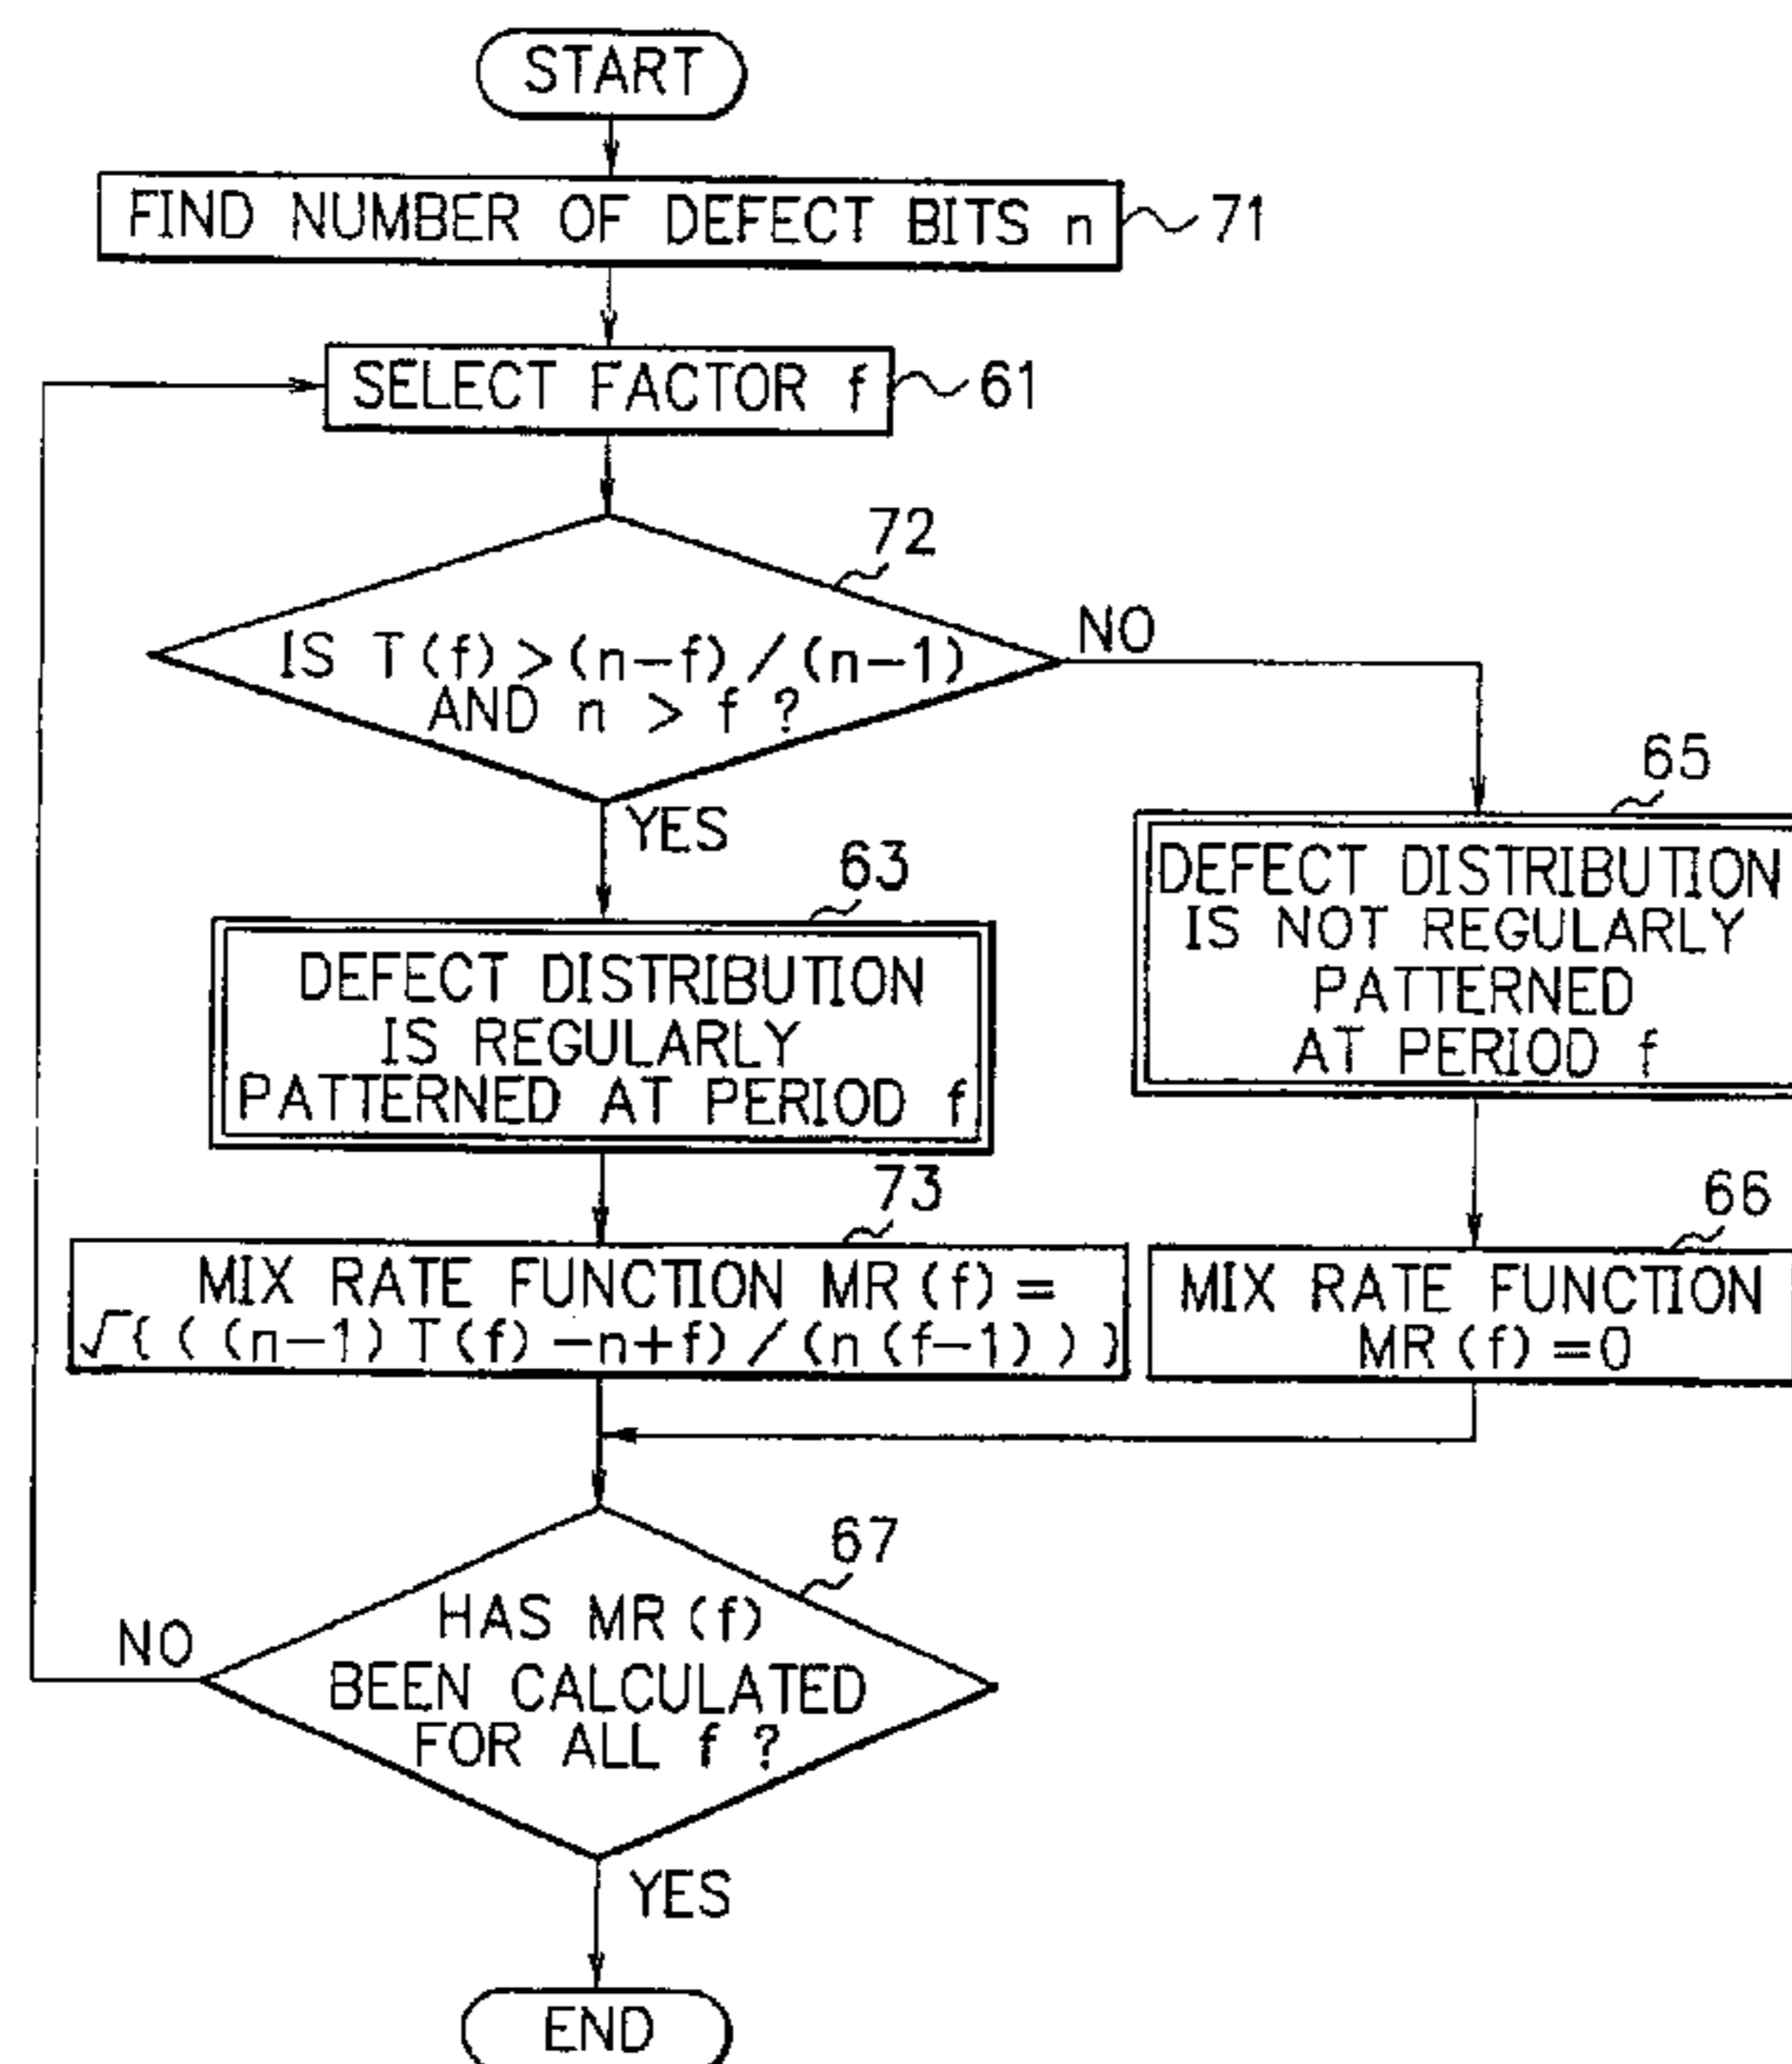 START
FIND NUMBER OF DEFECT BITS n
71
SELECT FACTOR f
61
72
IS T(f)>(n-f)/(n-1)
AND n > f ?
NO
YES
63
DEFECT DISTRIBUTION
IS REGULARLY
PATTERNED AT PERIOD f
65
DEFECT DISTRIBUTION
IS NOT REGULARLY
PATTERNED
AT PERIOD f
73
MIX RATE FUNCTION MR(f)=
√{((n-1)T(f)-n+f)/(n(f-1))}
66
MIX RATE FUNCTION
MR(f)=0
67
HAS MR(f)
BEEN CALCULATED
FOR ALL f ?
NO
YES
END